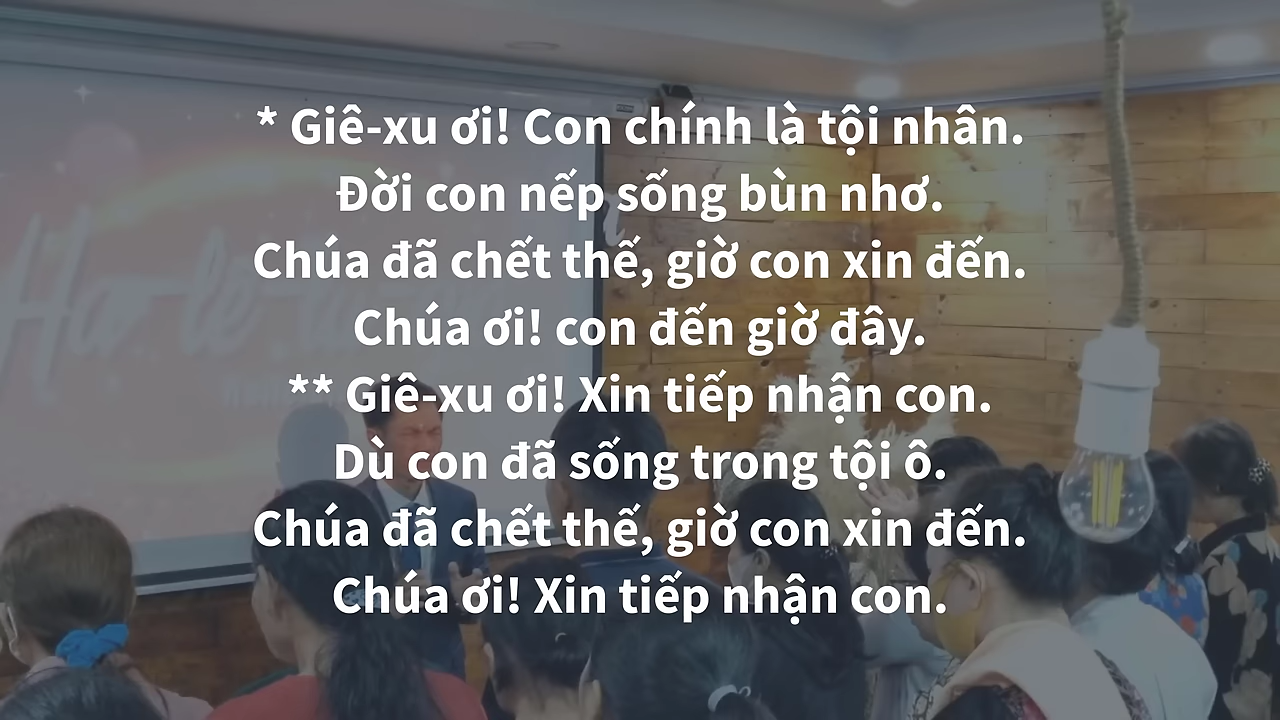 * Giê-xu ơi! Con chính là tội nhân.
Đời con nếp sống bùn nhơ.
Chúa đã chết thế, giờ con xin đến.
Chúa ơi! con đến giờ đây.
** Giê-xu ơi! Xin tiếp nhận con.
Dù con đã sống trong tội ô.
Chúa đã chết thế, giờ con xin đến.
Chúa ơi! Xin tiếp nhận con.